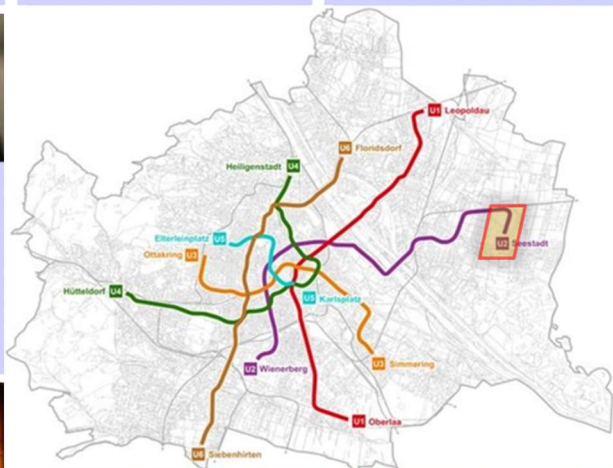 U1 Leopoldau
U6 Floridsdorf
Heiligenstadt U4
Elterleinplatz U5
U2 Seestadt
Ottakring U3
Hütteldorf U4
U5 Karlsplatz
U3 Simmering
U2 Wienerberg
U1 Oberlaa
U6 Siebenhirten